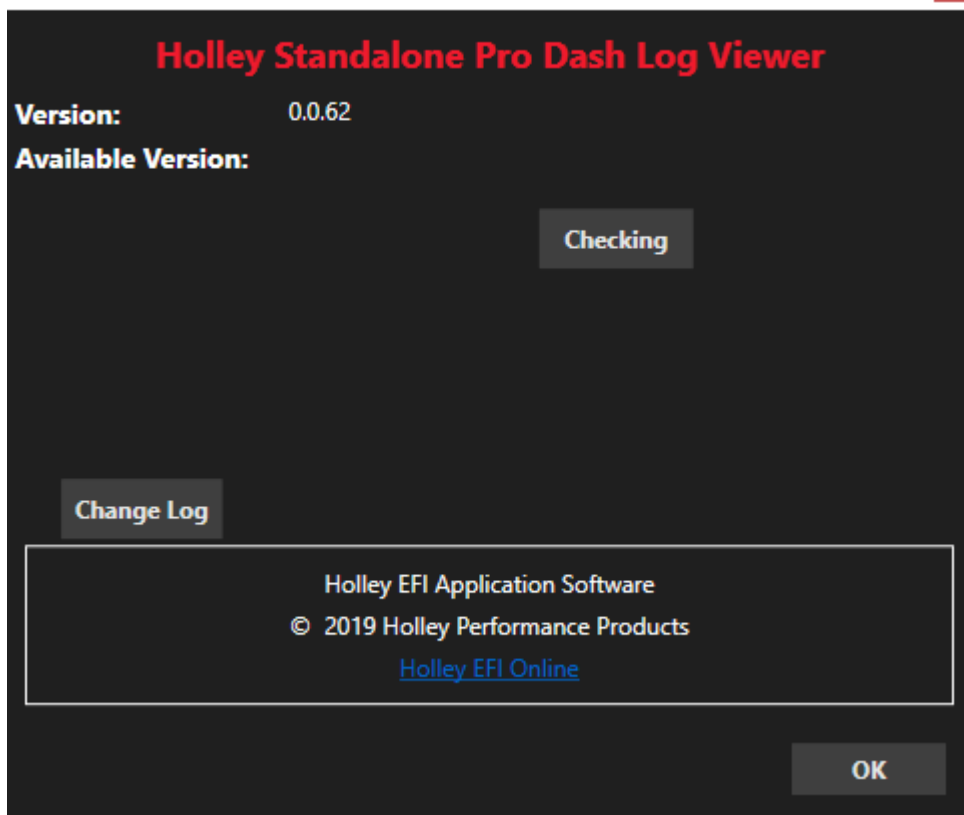 Holley Standalone Pro Dash Log Viewer
Version: 0.0.62
Available Version:
Checking
Change Log
Holley EFI Application Software
© 2019 Holley Performance Products
Holley EFI Online
OK